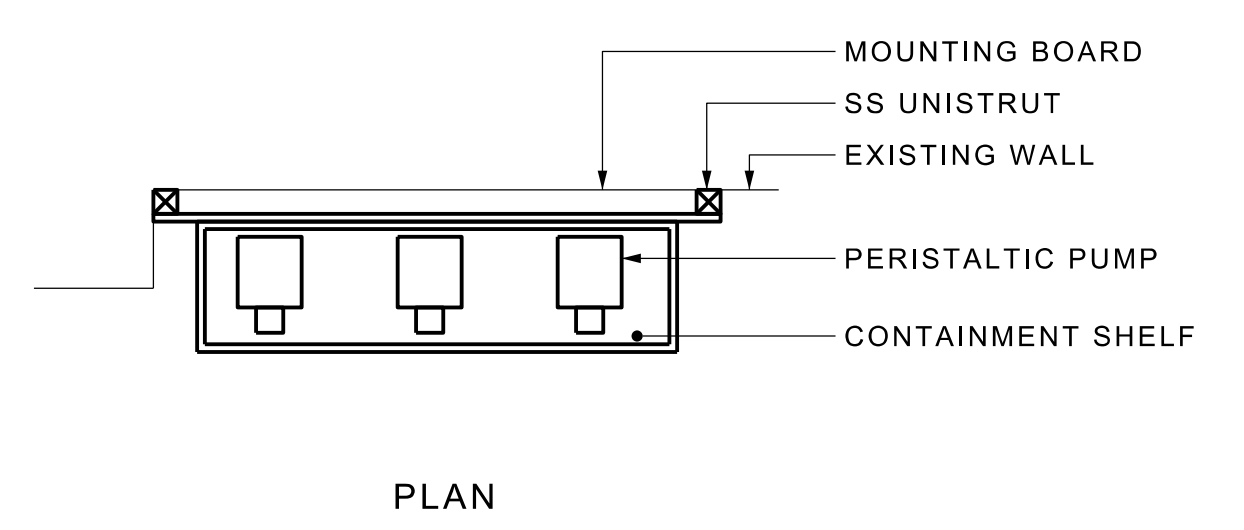 MOUNTING BOARD
SS UNISTRUT
EXISTING WALL
PERISTALTIC PUMP
CONTAINMENT SHELF
PLAN